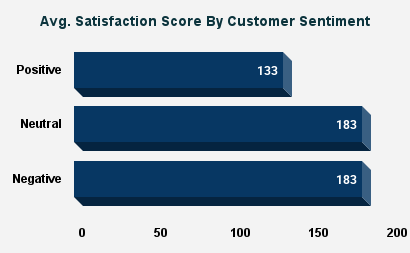 Avg. Satisfaction Score By Customer Sentiment
Positive 133
Neutral 183
Negative 183
0 50 100 150 200